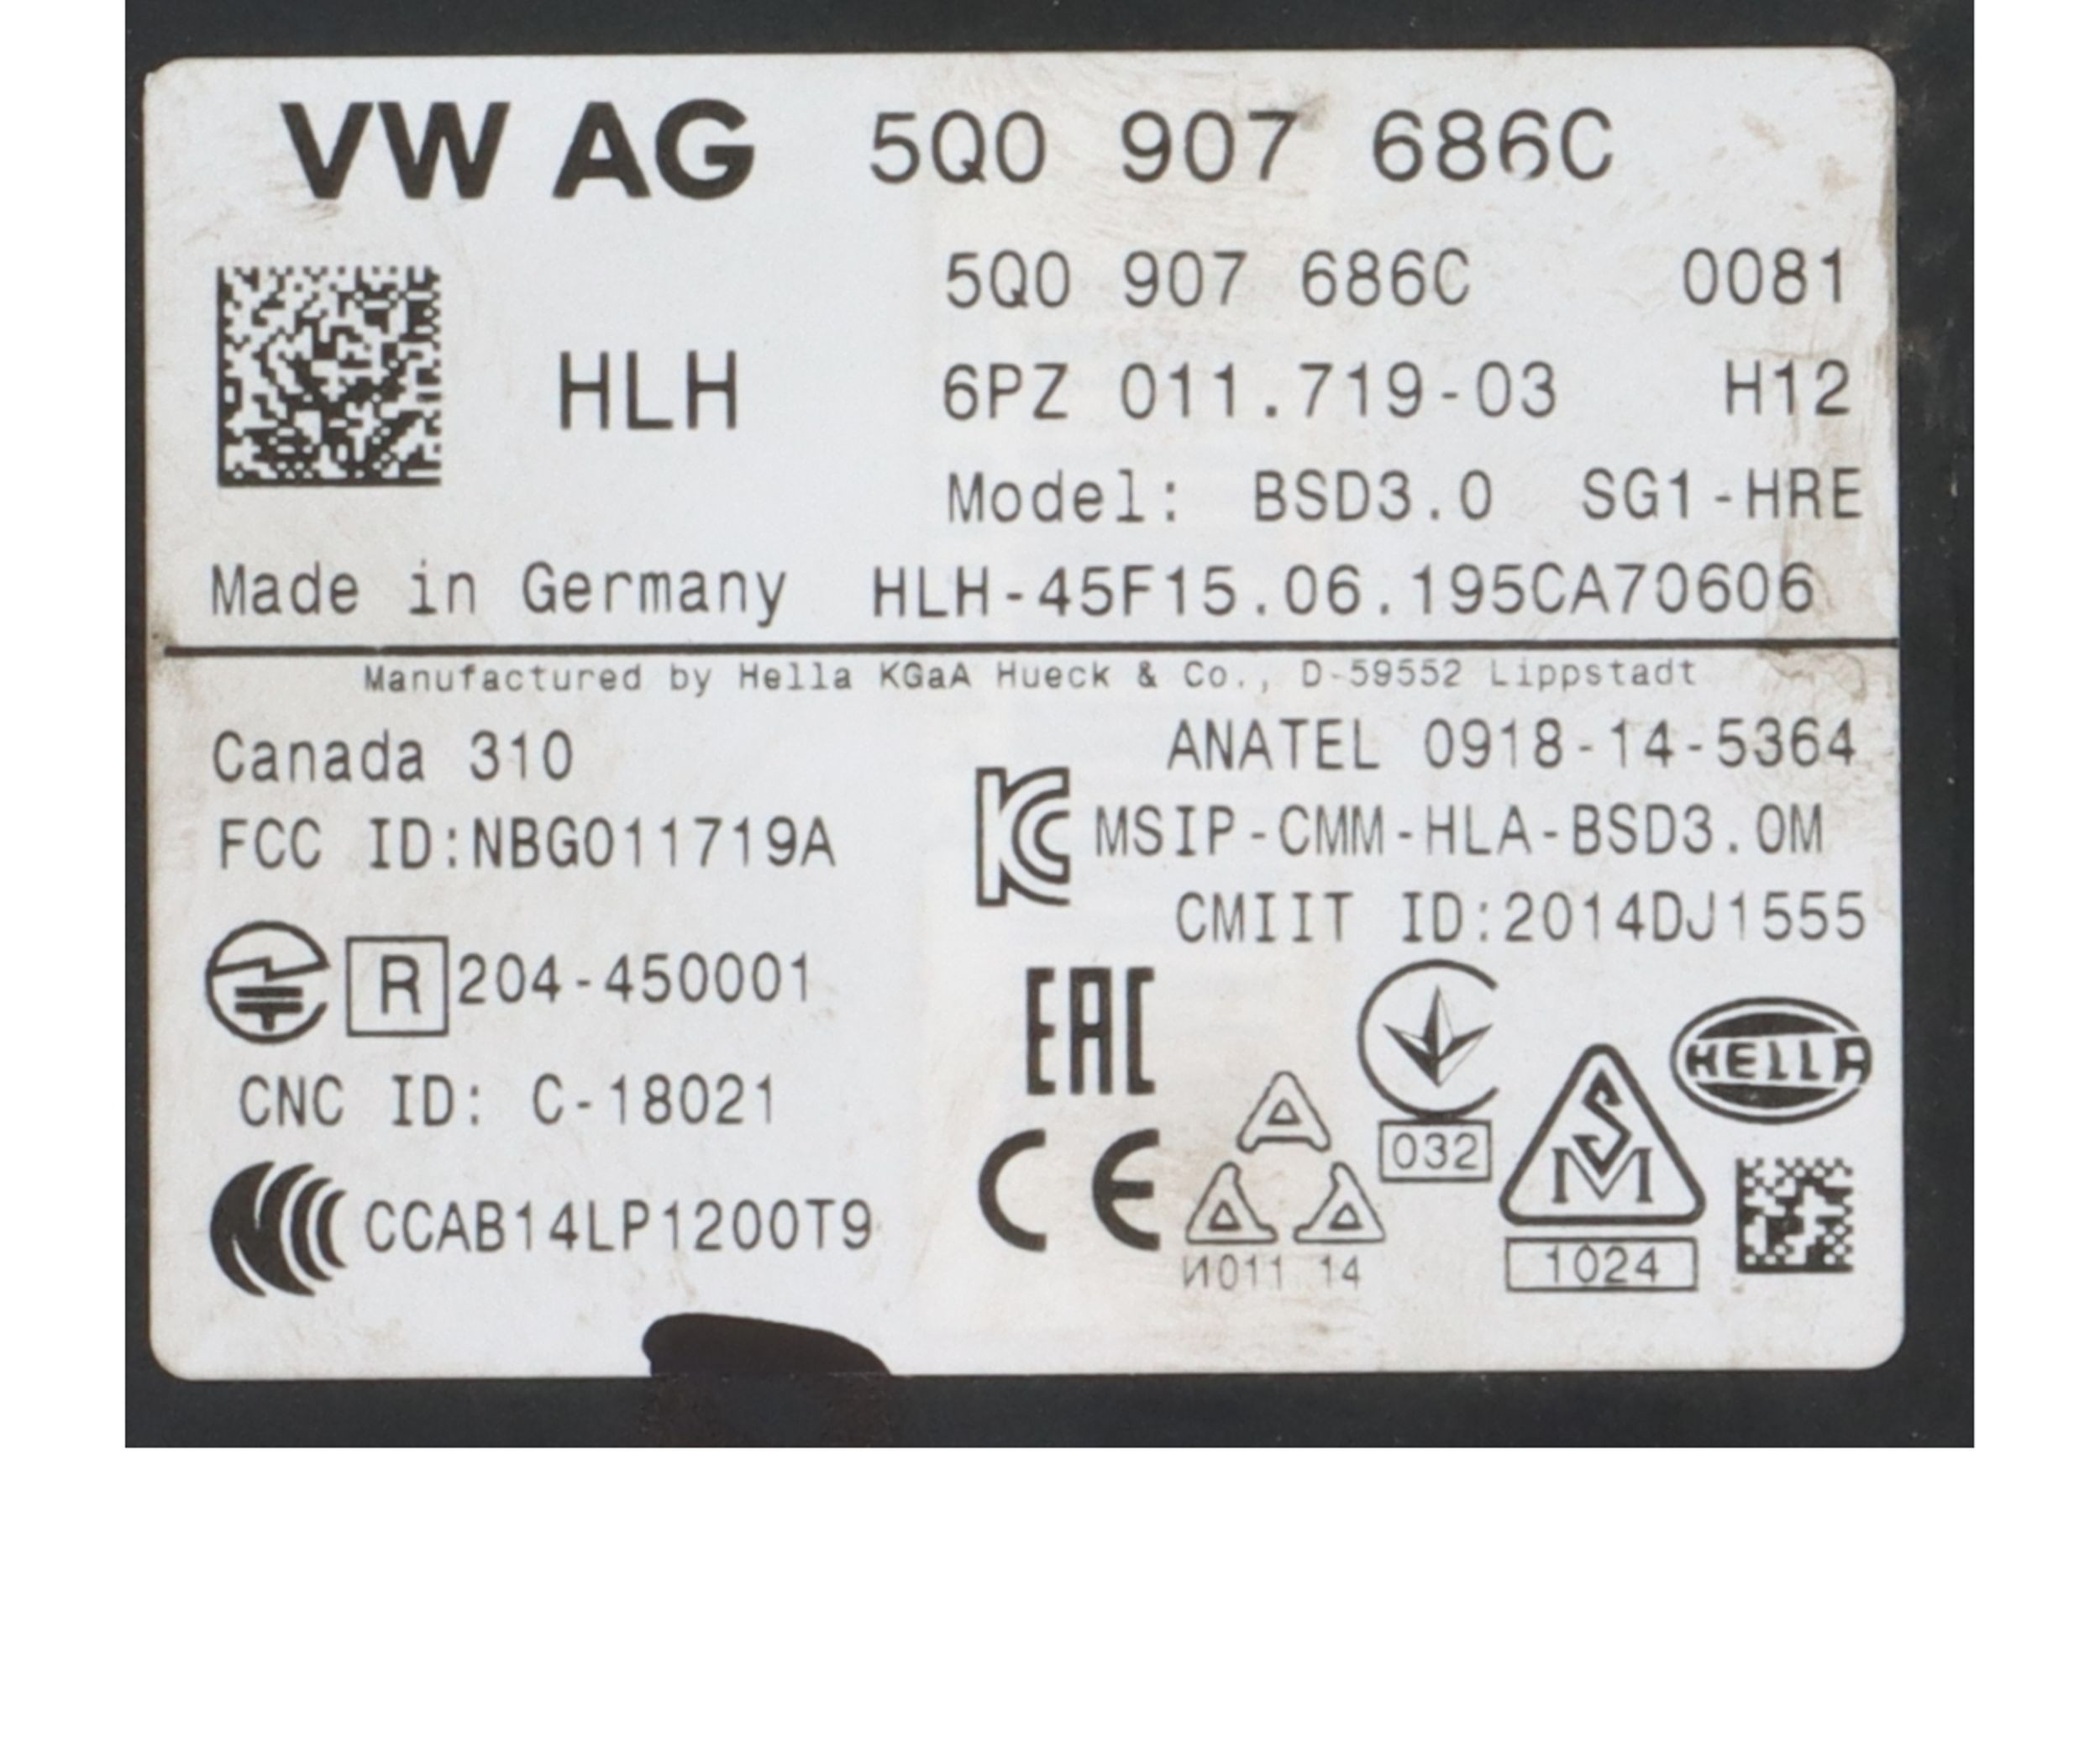 VW AG 5Q0 907 686C
5Q0 907 686C 0081
HLH 6PZ 011.719-03 H12
Model: BSD3.0 SG1-HRE
Made in Germany HLH-45F15.06.195CA70606
Manufactured by Hella KGaA Hueck & Co., D-59552 Lippstadt
Canada 310
ANATEL 0918-14-5364
FCC ID:NBG011719A
KC MSIP-CMM-HLA-BSD3.0M
CMIIT ID:2014DJ1555
R 204-450001
EAC
HELLA
CNC ID: C-18021
032
CE
SM
CCAB14LP1200T9
AAA
И011 14
1024